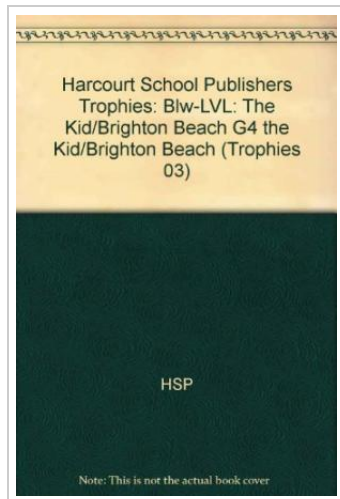 Harcourt School Publishers
Trophies: Blw-LVL: The
Kid/Brighton Beach G4 the
Kid/Brighton Beach (Trophies
03)
HSP
Note: This is not the actual book cover